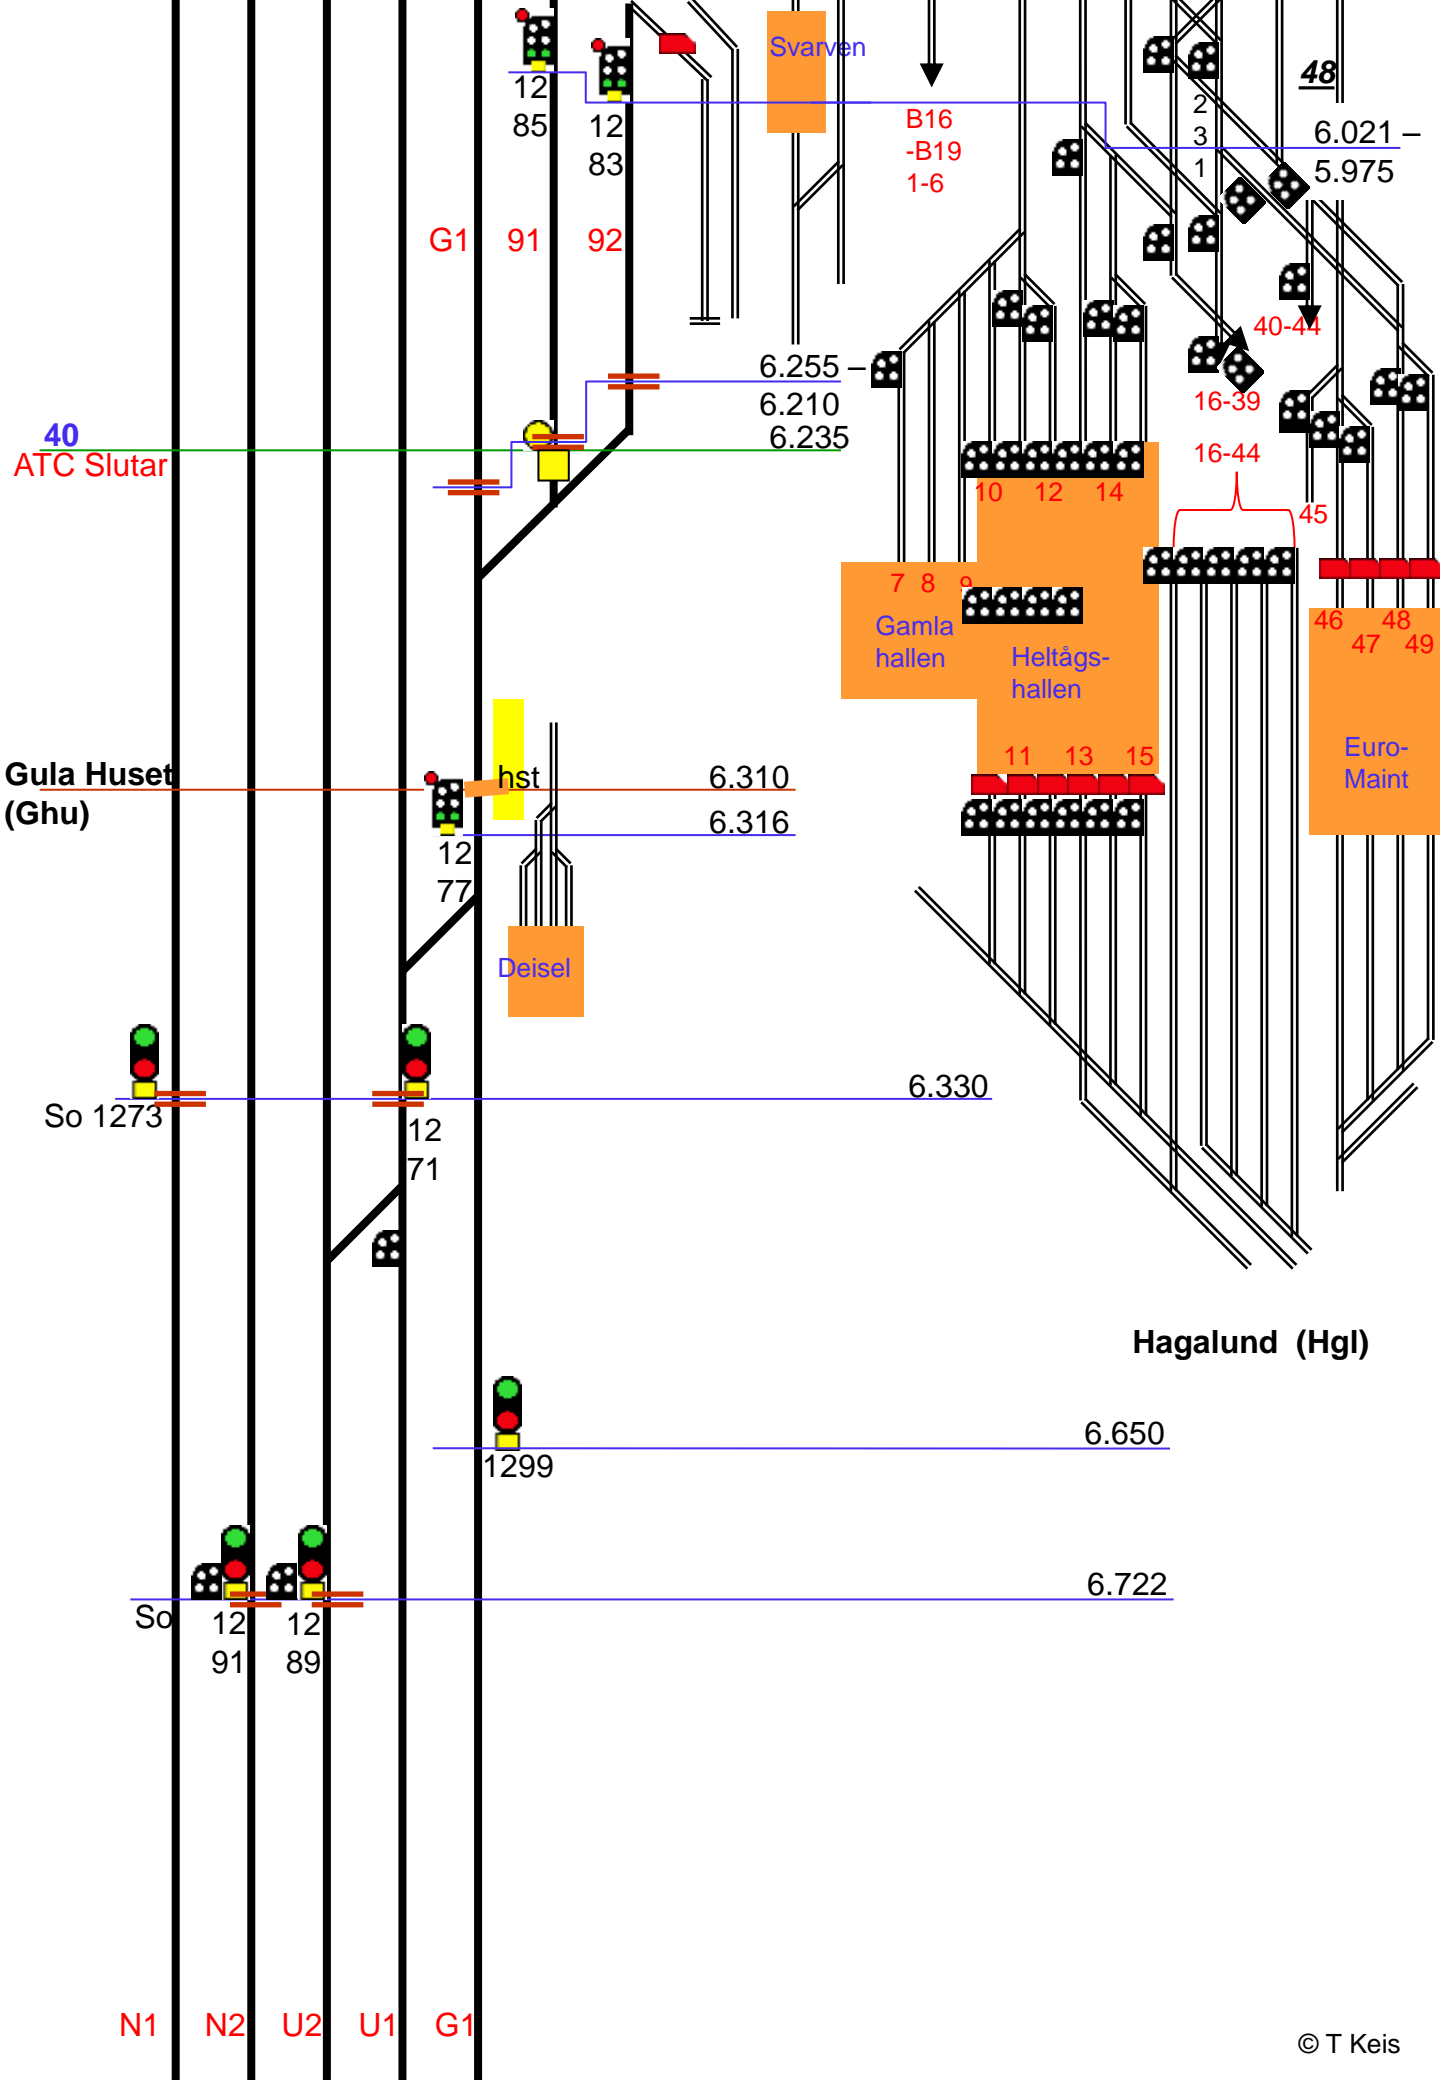 Svarven
48
12
85
12
83
B16
-B19
1-6
2
3
1
6.021 –
5.975
G1
91
92
40-44
6.255 –
6.210
6.235
40
ATC Slutar
16-39
16-44
10
12
14
45
7
8
9
Gamla
hallen
Heltågs-
hallen
46
48
47
49
Euro-
Maint
11
13
15
Gula Huset
(Ghu)
hst
6.310
6.316
12
77
Deisel
6.330
So 1273
12
71
Hagalund (Hgl)
6.650
1299
6.722
So
12
91
12
89
N1
N2
U2
U1
G1
© T Keis